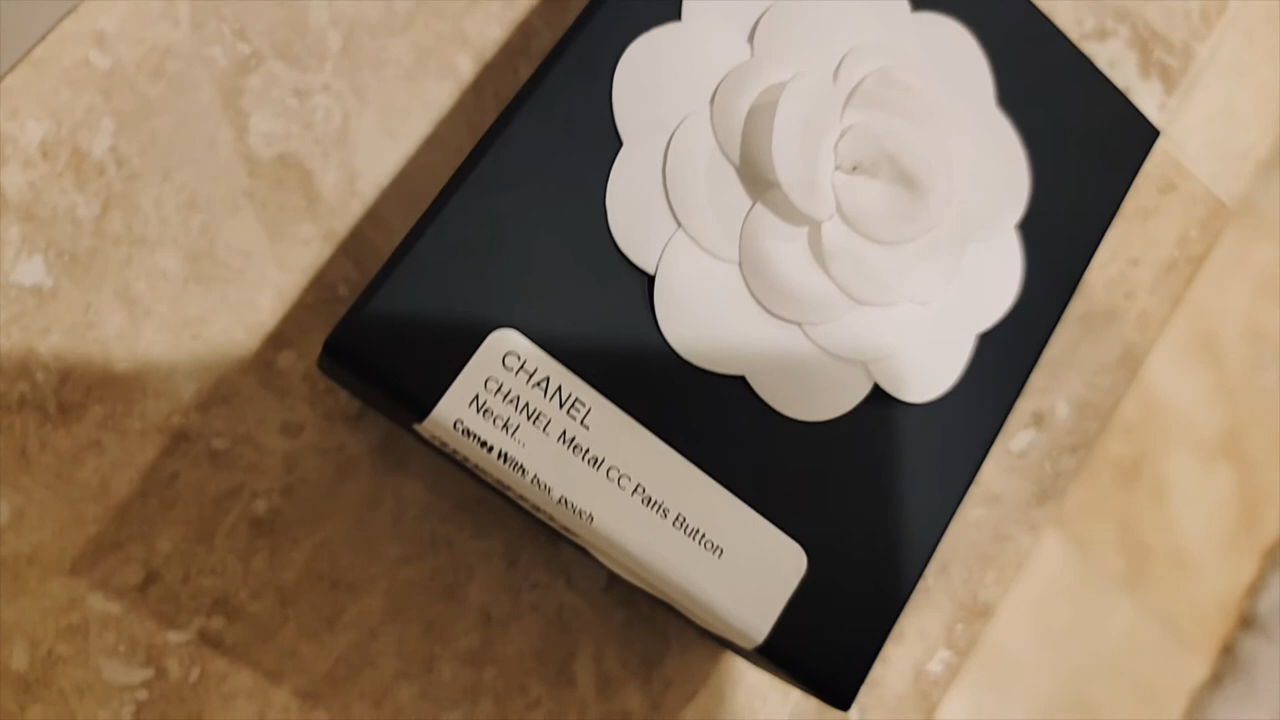 CHANEL
CHANEL Metal CC Paris Button
Neckl...
Comes With: box, pouch